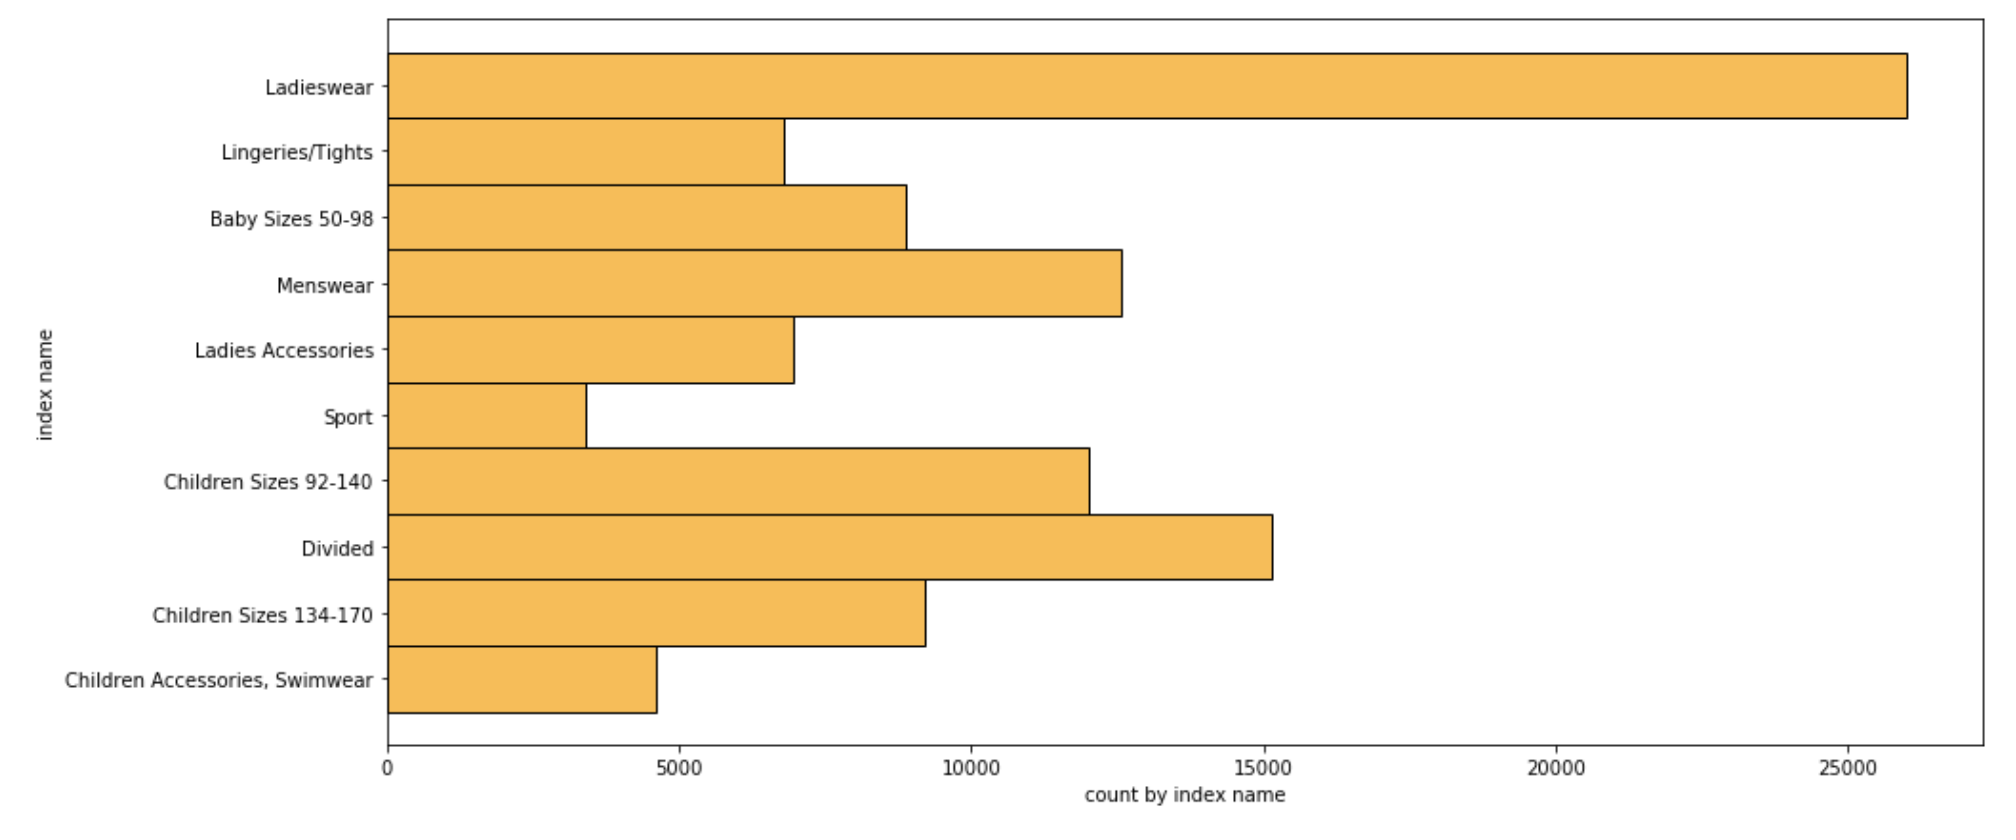 Ladieswear
Lingeries/Tights
Baby Sizes 50-98
Menswear
Ladies Accessories
Sport
Children Sizes 92-140
Divided
Children Sizes 134-170
Children Accessories, Swimwear
index name
0 5000 10000 15000 20000 25000
count by index name